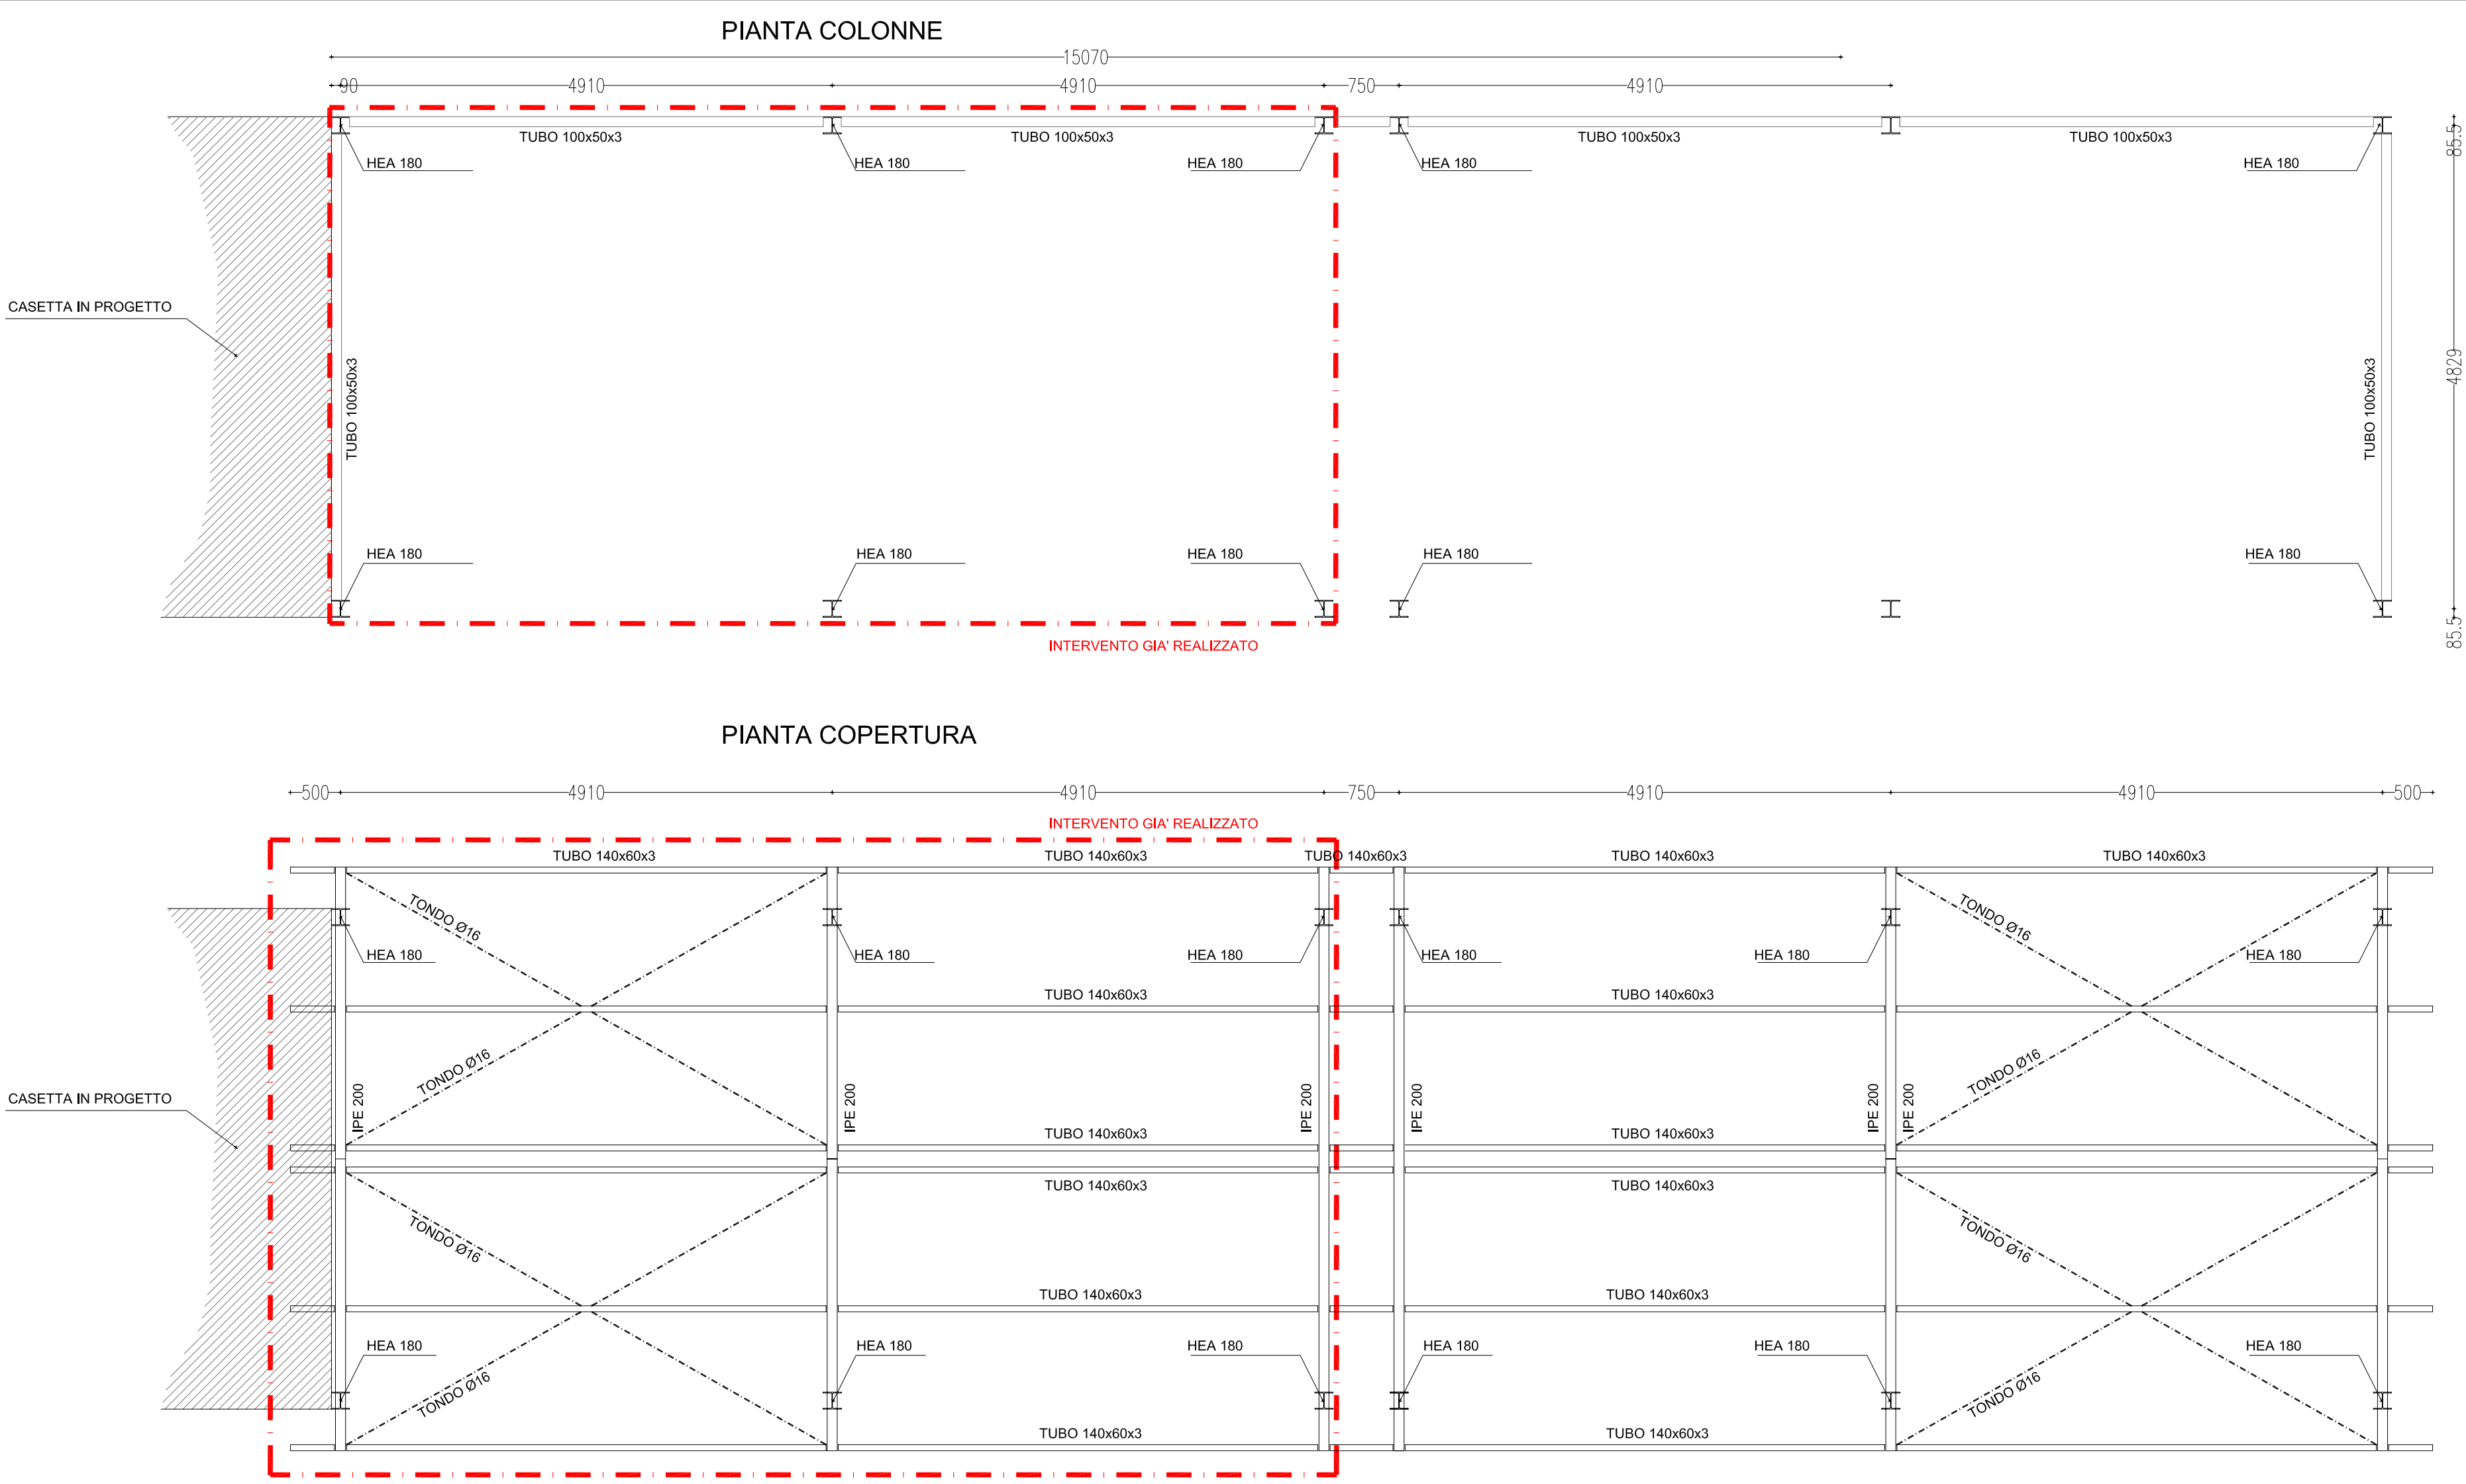 PIANTA COLONNE
15070
90 4910 4910 750 4910
TUBO 100x50x3 TUBO 100x50x3 TUBO 100x50x3 TUBO 100x50x3
85.5
HEA 180 HEA 180 HEA 180 HEA 180 HEA 180
CASETTA IN PROGETTO
TUBO 100x50x3
TUBO 100x50x3
4829
HEA 180 HEA 180 HEA 180 HEA 180 HEA 180
85.5
INTERVENTO GIA' REALIZZATO
PIANTA COPERTURA
500 4910 4910 750 4910 4910 500
INTERVENTO GIA' REALIZZATO
TUBO 140x60x3 TUBO 140x60x3 TUBO 140x60x3 TUBO 140x60x3 TUBO 140x60x3
TONDO Ø16 TONDO Ø16
HEA 180 HEA 180 HEA 180 HEA 180 HEA 180 HEA 180
TUBO 140x60x3 TUBO 140x60x3
TONDO Ø16 TONDO Ø16
CASETTA IN PROGETTO
IPE 200 IPE 200 IPE 200 IPE 200 IPE 200 IPE 200
TUBO 140x60x3 TUBO 140x60x3
TUBO 140x60x3 TUBO 140x60x3
TONDO Ø16 TONDO Ø16
TUBO 140x60x3 TUBO 140x60x3
HEA 180 HEA 180 HEA 180 HEA 180 HEA 180 HEA 180
TONDO Ø16 TONDO Ø16
TUBO 140x60x3 TUBO 140x60x3